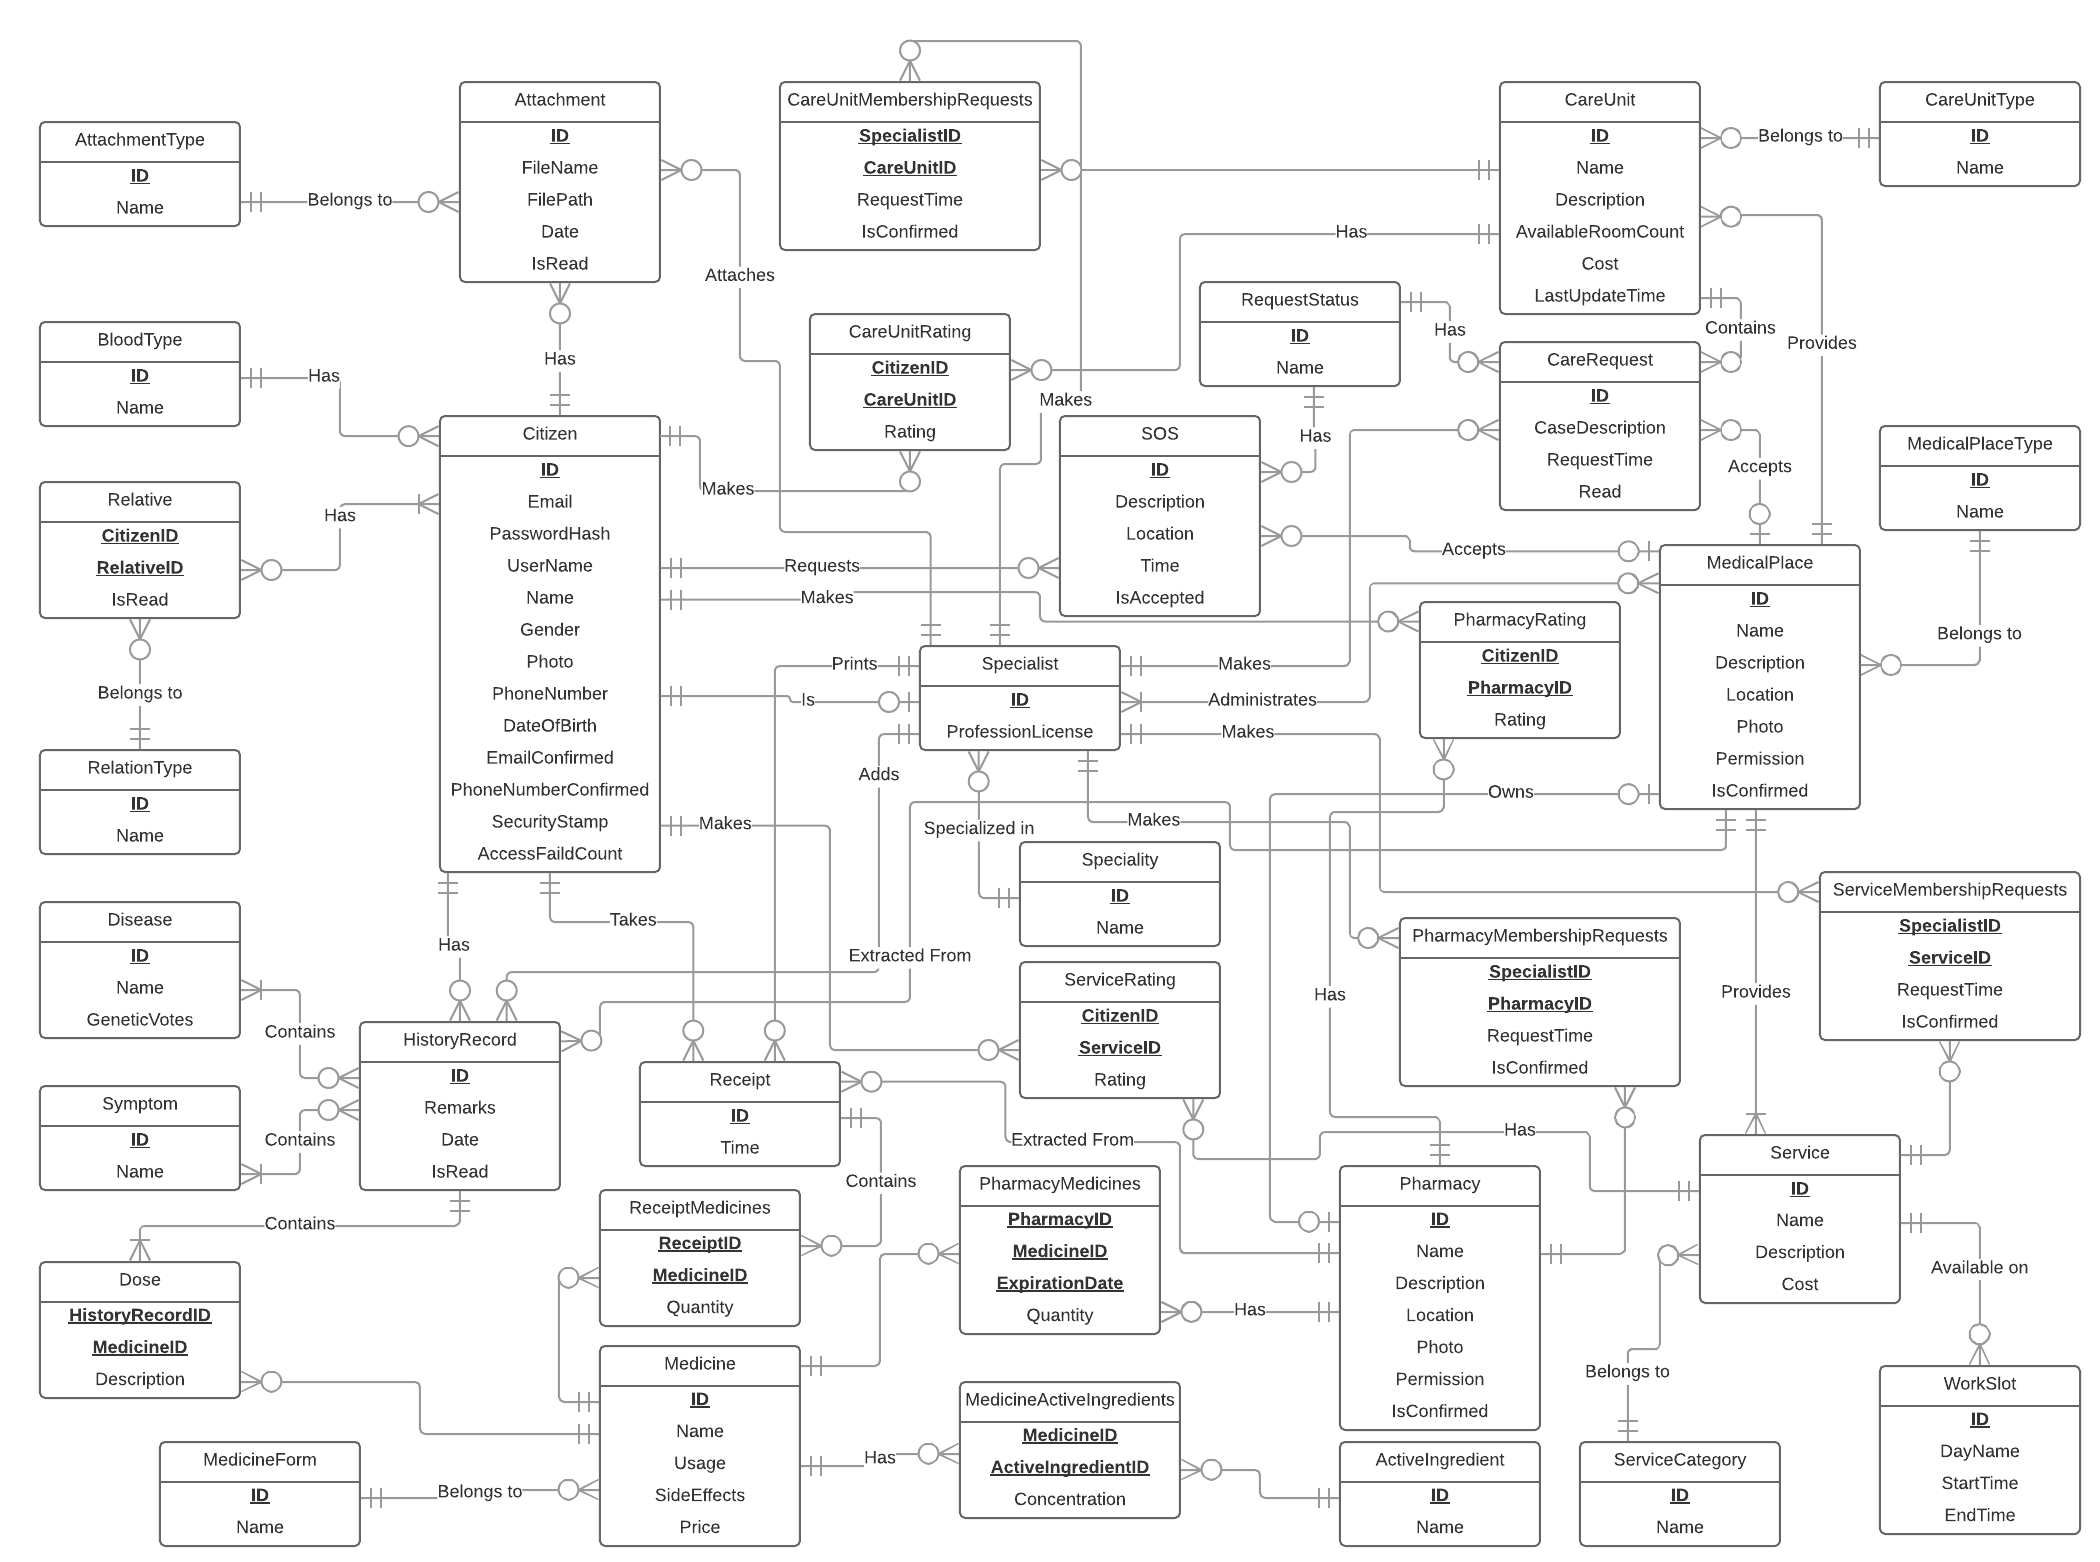 AttachmentType
ID
Name
Belongs to
Attachment
ID
FileName
FilePath
Date
IsRead
Attaches
CareUnitMembershipRequests
SpecialistID
CareUnitID
RequestTime
IsConfirmed
CareUnit
ID
Name
Description
AvailableRoomCount
Cost
LastUpdateTime
Belongs to
CareUnitType
ID
Name
Has
Contains
Provides
BloodType
ID
Name
Has
Has
CareUnitRating
CitizenID
CareUnitID
Rating
Makes
Makes
RequestStatus
ID
Name
Has
Has
CareRequest
ID
CaseDescription
RequestTime
Read
Accepts
MedicalPlaceType
ID
Name
Belongs to
Relative
CitizenID
RelativeID
IsRead
Has
Belongs to
RelationType
ID
Name
Citizen
ID
Email
PasswordHash
UserName
Name
Gender
Photo
PhoneNumber
DateOfBirth
EmailConfirmed
PhoneNumberConfirmed
SecurityStamp
AccessFaildCount
Requests
Makes
Prints
Is
Adds
Makes
SOS
ID
Description
Location
Time
IsAccepted
Accepts
Specialist
ID
ProfessionLicense
Makes
Administrates
Makes
Makes
Specialized in
PharmacyRating
CitizenID
PharmacyID
Rating
Owns
MedicalPlace
ID
Name
Description
Location
Photo
Permission
IsConfirmed
Speciality
ID
Name
Disease
ID
Name
GeneticVotes
Has
Takes
Extracted From
Contains
Contains
Symptom
ID
Name
HistoryRecord
ID
Remarks
Date
IsRead
Contains
ServiceRating
CitizenID
ServiceID
Rating
Has
PharmacyMembershipRequests
SpecialistID
PharmacyID
RequestTime
IsConfirmed
Provides
ServiceMembershipRequests
SpecialistID
ServiceID
RequestTime
IsConfirmed
Receipt
ID
Time
Extracted From
Has
Contains
Dose
HistoryRecordID
MedicineID
Description
ReceiptMedicines
ReceiptID
MedicineID
Quantity
PharmacyMedicines
PharmacyID
MedicineID
ExpirationDate
Quantity
Has
Pharmacy
ID
Name
Description
Location
Photo
Permission
IsConfirmed
Service
ID
Name
Description
Cost
Available on
Belongs to
MedicineForm
ID
Name
Belongs to
Medicine
ID
Name
Usage
SideEffects
Price
Has
MedicineActiveIngredients
MedicineID
ActiveIngredientID
Concentration
ActiveIngredient
ID
Name
ServiceCategory
ID
Name
WorkSlot
ID
DayName
StartTime
EndTime